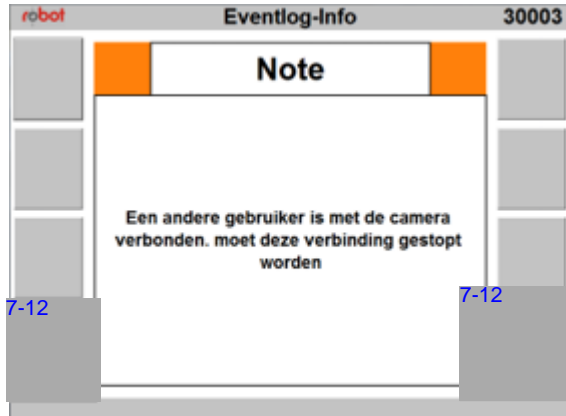 robot Eventlog-Info 30003
Note
Een andere gebruiker is met de camera
verbonden. moet deze verbinding gestopt
worden
7-12 7-12